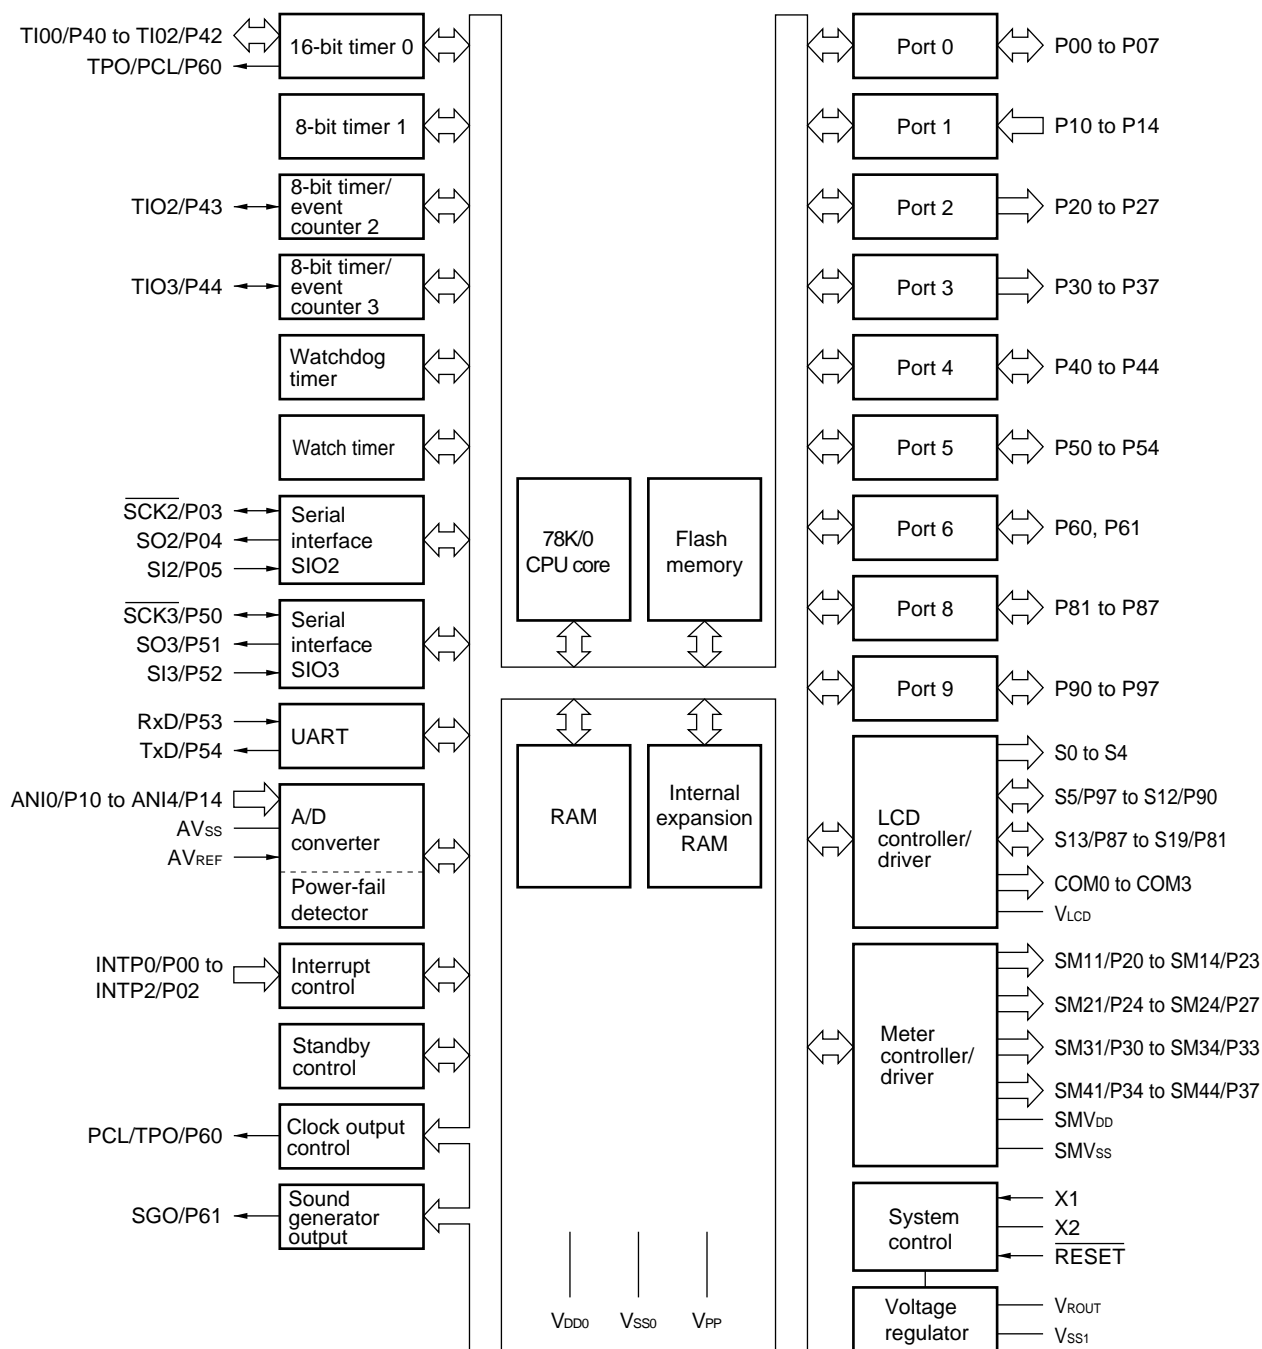 TI00/P40 to TI02/P42
TPO/PCL/P60
16-bit timer 0
8-bit timer 1
TIO2/P43
8-bit timer/
event
counter 2
TIO3/P44
8-bit timer/
event
counter 3
Watchdog
timer
Watch timer
SCK2/P03
SO2/P04
SI2/P05
Serial
interface
SIO2
SCK3/P50
SO3/P51
SI3/P52
Serial
interface
SIO3
RxD/P53
TxD/P54
UART
ANI0/P10 to ANI4/P14
AVSS
AVREF
A/D
converter
Power-fail
detector
INTP0/P00 to
INTP2/P02
Interrupt
control
Standby
control
PCL/TPO/P60
Clock output
control
SGO/P61
Sound
generator
output
78K/0
CPU core
Flash
memory
RAM
Internal
expansion
RAM
VDD0
VSS0
VPP
Port 0
P00 to P07
Port 1
P10 to P14
Port 2
P20 to P27
Port 3
P30 to P37
Port 4
P40 to P44
Port 5
P50 to P54
Port 6
P60, P61
Port 8
P81 to P87
Port 9
P90 to P97
LCD
controller/
driver
S0 to S4
S5/P97 to S12/P90
S13/P87 to S19/P81
COM0 to COM3
VLCD
Meter
controller/
driver
SM11/P20 to SM14/P23
SM21/P24 to SM24/P27
SM31/P30 to SM34/P33
SM41/P34 to SM44/P37
SMVDD
SMVSS
System
control
X1
X2
RESET
Voltage
regulator
VROUT
VSS1